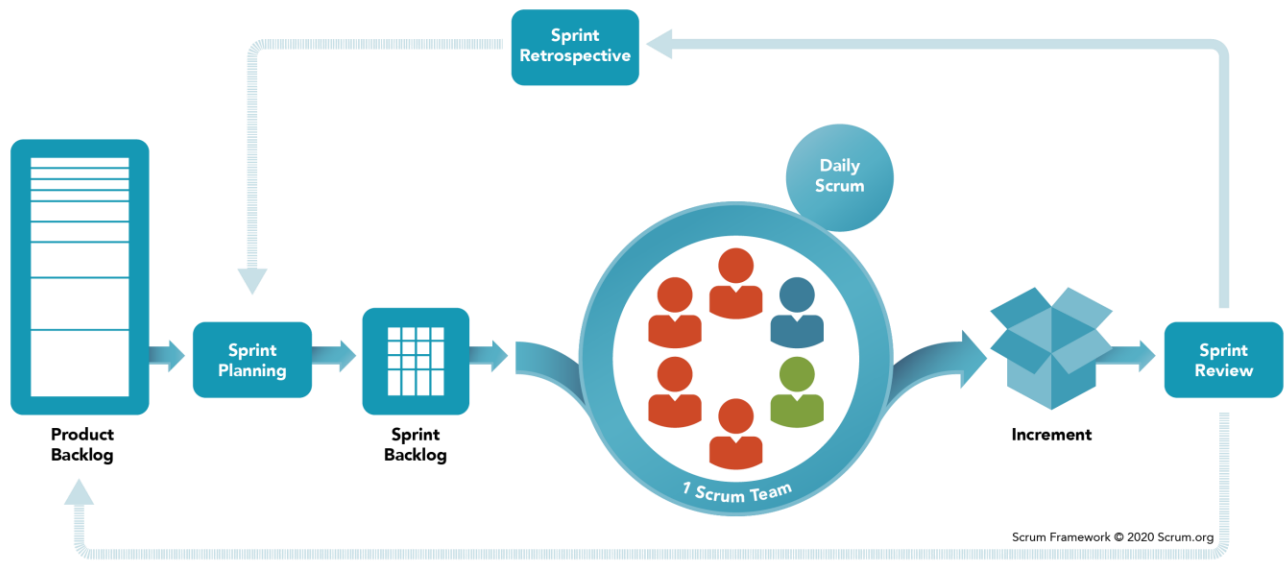 Sprint
Retrospective
Daily
Scrum
Sprint
Planning
Sprint
Review
Product
Backlog
Sprint
Backlog
Increment
1 Scrum Team
Scrum Framework © 2020 Scrum.org